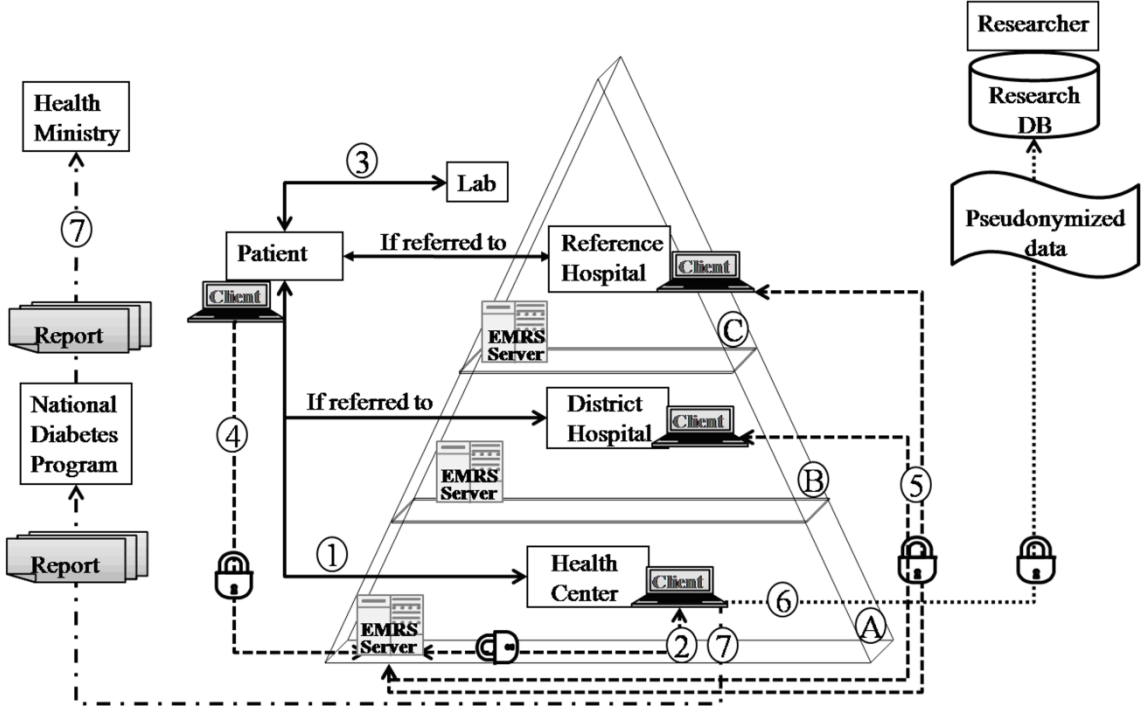 Researcher
Research
DB
Pseudonymized
data
Health
Ministry
7
Report
National
Diabetes
Program
Report
3
Lab
Patient
Client
If referred to
Reference
Hospital
Client
C
EMRS
Server
If referred to
District
Hospital
Client
B
EMRS
Server
4
5
1
Health
Center
Client
6
A
EMRS
Server
2
7